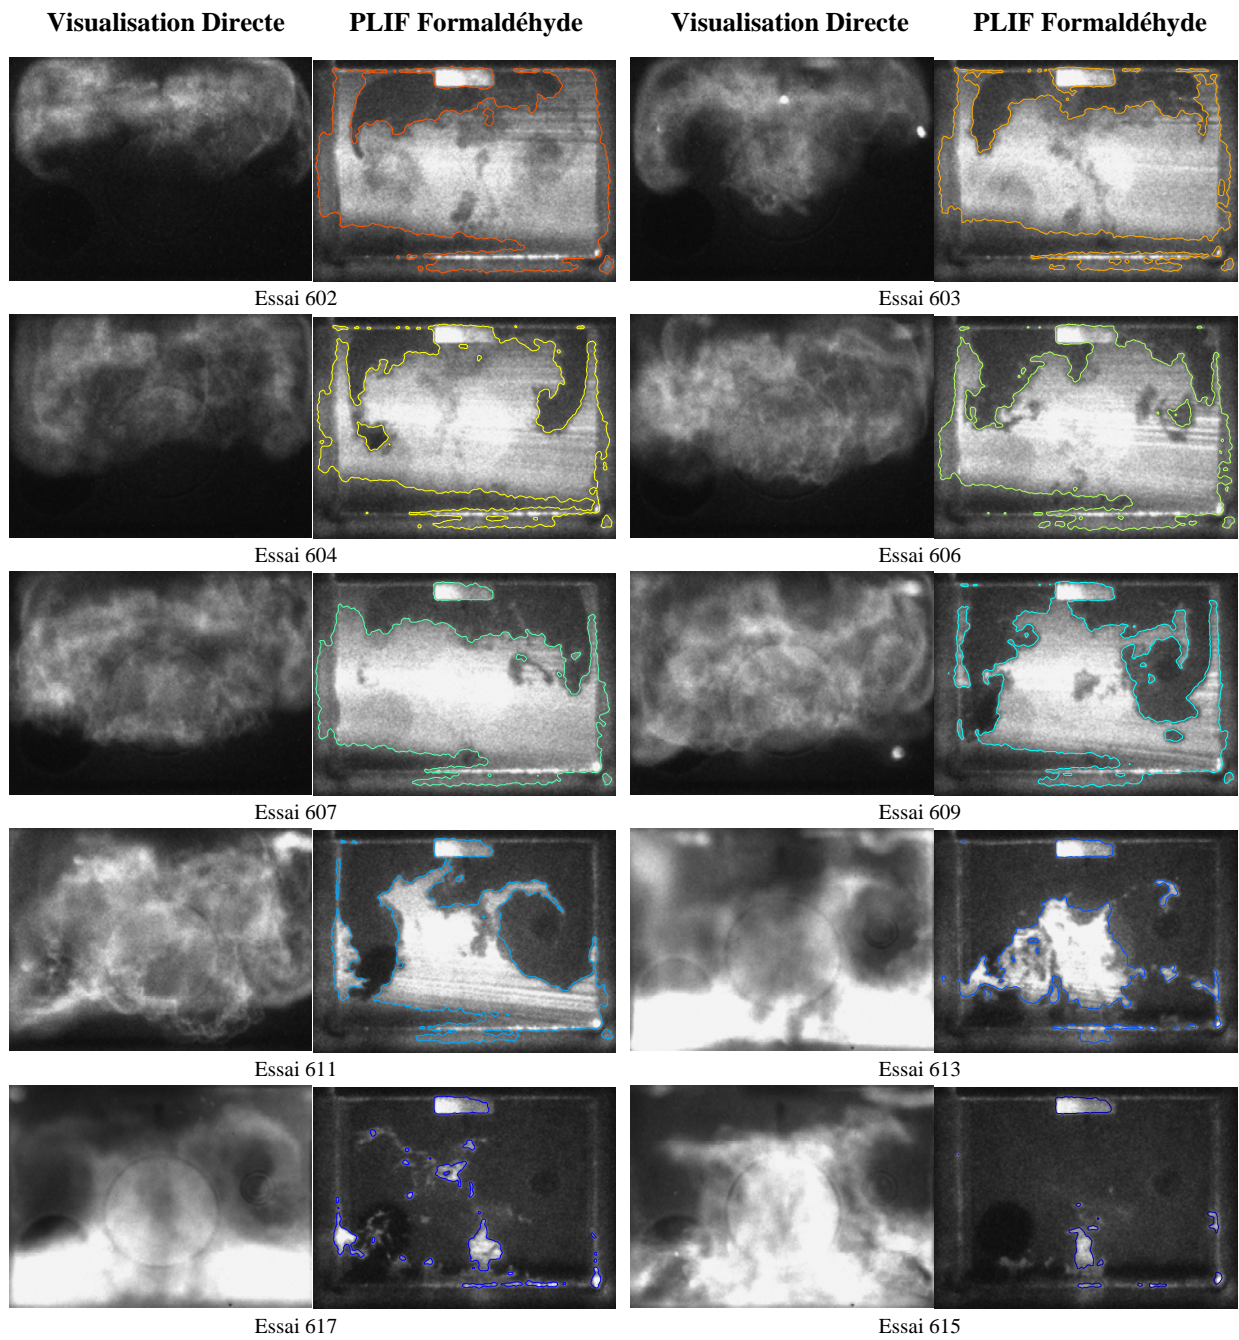 Visualisation Directe PLIF Formaldéhyde Visualisation Directe PLIF Formaldéhyde
Essai 602 Essai 603
Essai 604 Essai 606
Essai 607 Essai 609
Essai 611 Essai 613
Essai 617 Essai 615